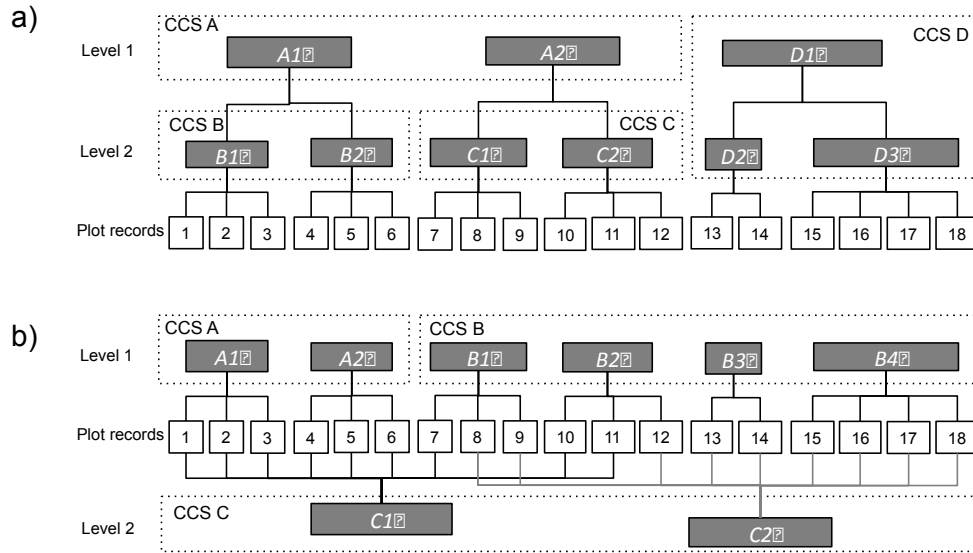 a)
CCS A
CCS D
Level 1
A1⍰
A2⍰
D1⍰
CCS B
CCS C
Level 2
B1⍰
B2⍰
C1⍰
C2⍰
D2⍰
D3⍰
Plot records
1 2 3 4 5 6 7 8 9 10 11 12 13 14 15 16 17 18
b)
CCS A
CCS B
Level 1
A1⍰
A2⍰
B1⍰
B2⍰
B3⍰
B4⍰
Plot records
1 2 3 4 5 6 7 8 9 10 11 12 13 14 15 16 17 18
CCS C
Level 2
C1⍰
C2⍰